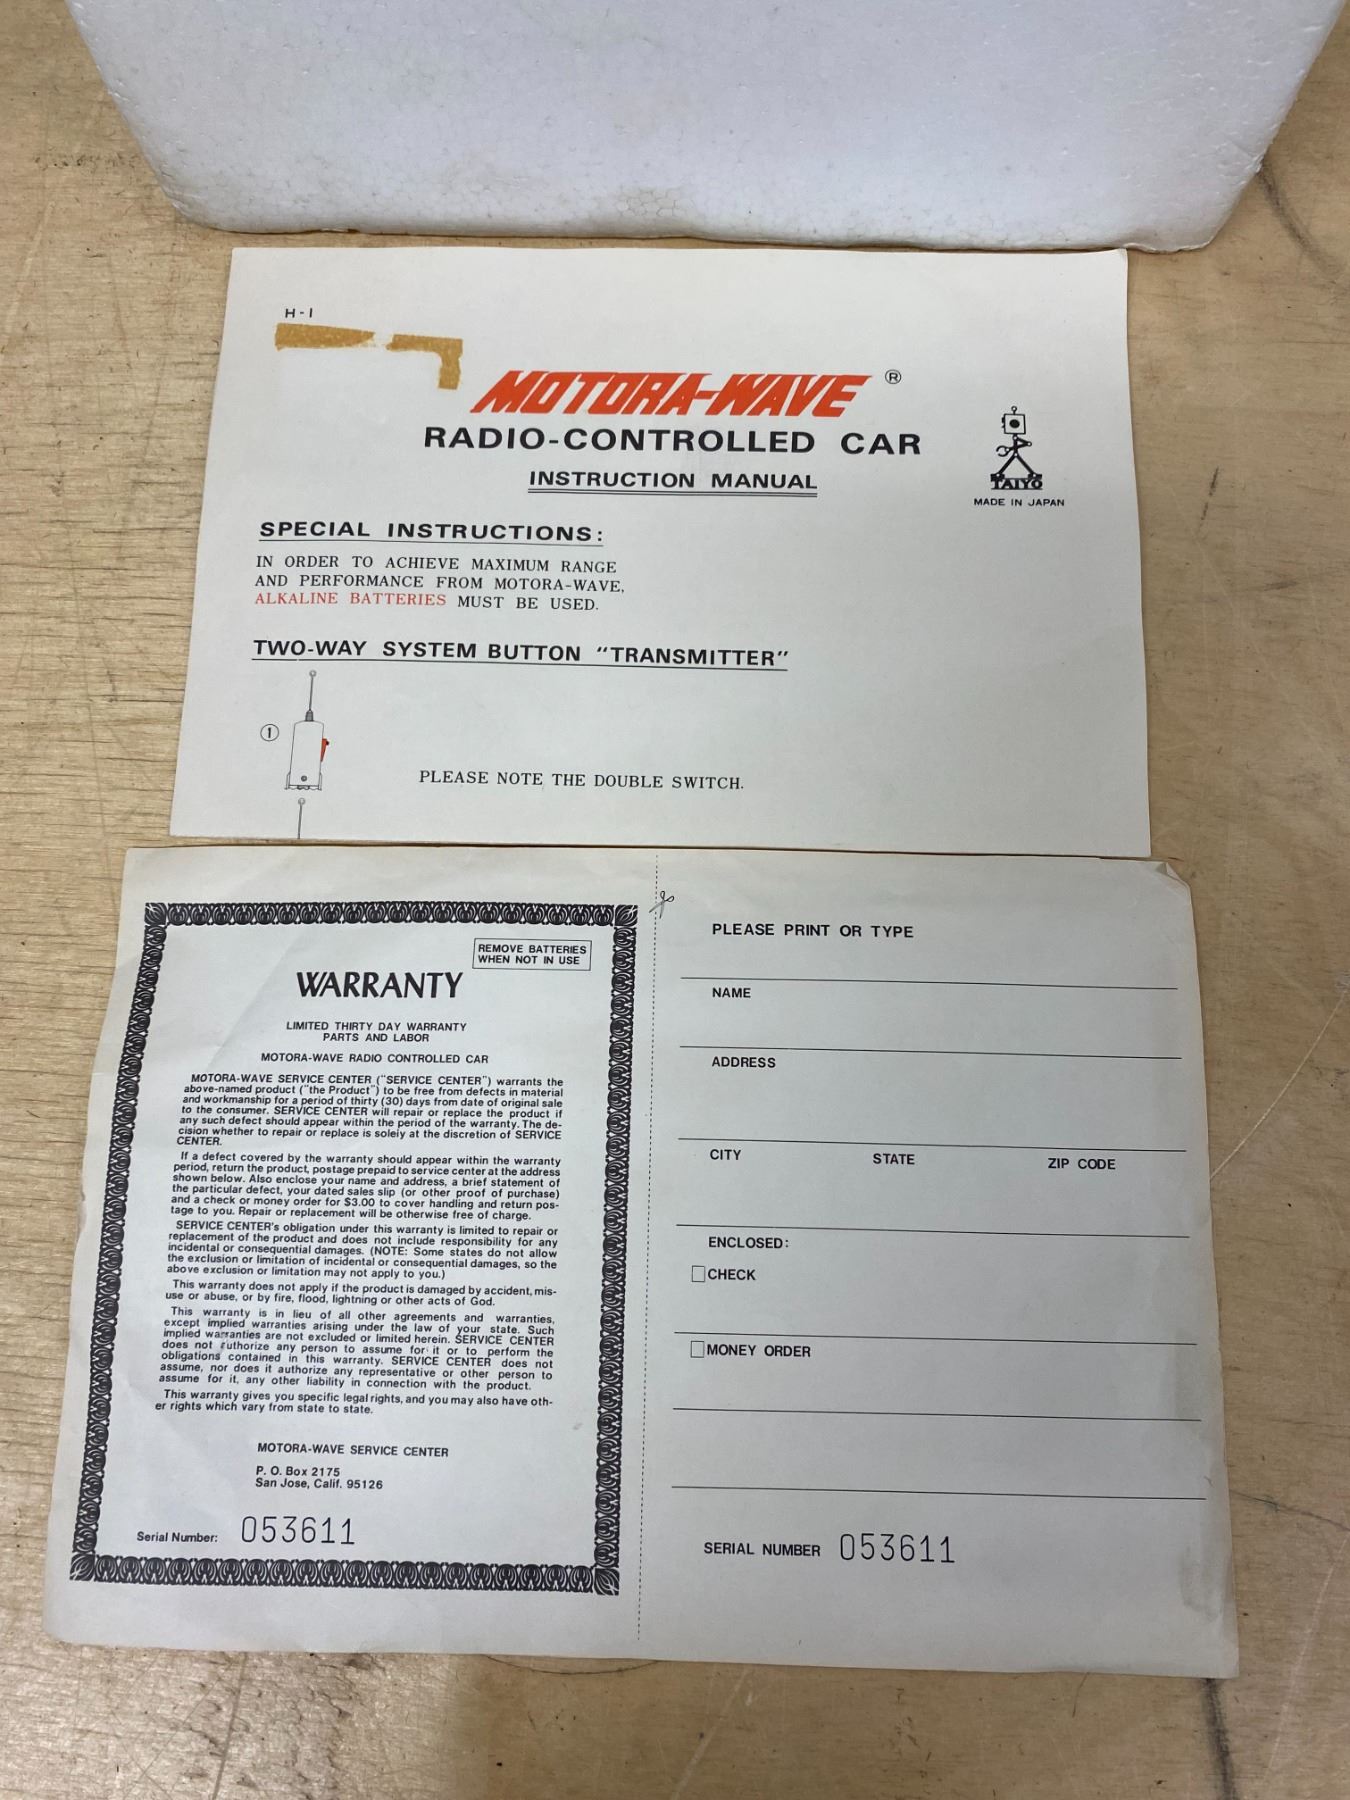 H-1
MOTORA-WAVE ®
RADIO-CONTROLLED CAR
INSTRUCTION MANUAL
TAIYO
MADE IN JAPAN
SPECIAL INSTRUCTIONS:
IN ORDER TO ACHIEVE MAXIMUM RANGE
AND PERFORMANCE FROM MOTORA-WAVE,
ALKALINE BATTERIES MUST BE USED.
TWO-WAY SYSTEM BUTTON "TRANSMITTER"
①
PLEASE NOTE THE DOUBLE SWITCH.
REMOVE BATTERIES
WHEN NOT IN USE
WARRANTY
LIMITED THIRTY DAY WARRANTY
PARTS AND LABOR
MOTORA-WAVE RADIO CONTROLLED CAR
MOTORA-WAVE SERVICE CENTER ("SERVICE CENTER") warrants the
above-named product ("the Product") to be free from defects in material
and workmanship for a period of thirty (30) days from date of original sale
to the consumer. SERVICE CENTER will repair or replace the product if
any such defect should appear within the period of the warranty. The de-
cision whether to repair or replace is solely at the discretion of SERVICE
CENTER.
If a defect covered by the warranty should appear within the warranty
period, return the product, postage prepaid to service center at the address
shown below. Also enclose your name and address, a brief statement of
the particular defect, your dated sales slip (or other proof of purchase)
and a check or money order for $3.00 to cover handling and return pos-
tage to you. Repair or replacement will be otherwise free of charge.
SERVICE CENTER's obligation under this warranty is limited to repair or
replacement of the product and does not include responsibility for any
incidental or consequential damages. (NOTE: Some states do not allow
the exclusion or limitation of incidental or consequential damages, so the
above exclusion or limitation may not apply to you.)
This warranty does not apply if the product is damaged by accident, mis-
use or abuse, or by fire, flood, lightning or other acts of God.
This warranty is in lieu of all other agreements and warranties,
except implied warranties arising under the law of your state. Such
implied warranties are not excluded or limited herein. SERVICE CENTER
does not authorize any person to assume for it or to perform the
obligations contained in this warranty. SERVICE CENTER does not
assume, nor does it authorize any representative or other person to
assume for it, any other liability in connection with the product.
This warranty gives you specific legal rights, and you may also have oth-
er rights which vary from state to state.
MOTORA-WAVE SERVICE CENTER
P. O. Box 2175
San Jose, Calif. 95126
Serial Number: 053611
PLEASE PRINT OR TYPE
NAME
ADDRESS
CITY STATE ZIP CODE
ENCLOSED:
CHECK
MONEY ORDER
SERIAL NUMBER 053611